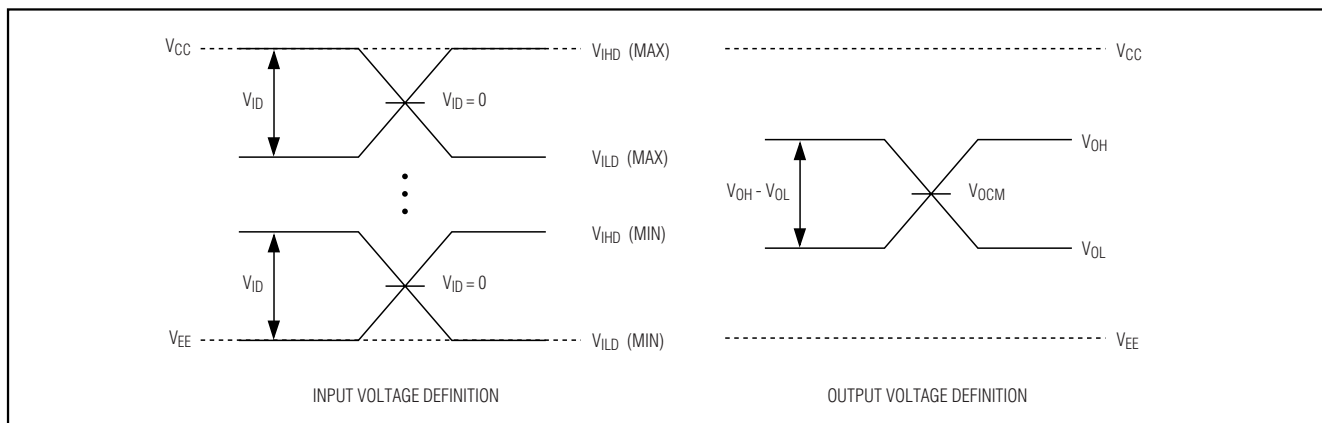 VCC
VIHD (MAX)
VID
VID = 0
VILD (MAX)
VIHD (MIN)
VID
VID = 0
VEE
VILD (MIN)
INPUT VOLTAGE DEFINITION
VCC
VOH
VOH - VOL
VOCM
VOL
VEE
OUTPUT VOLTAGE DEFINITION